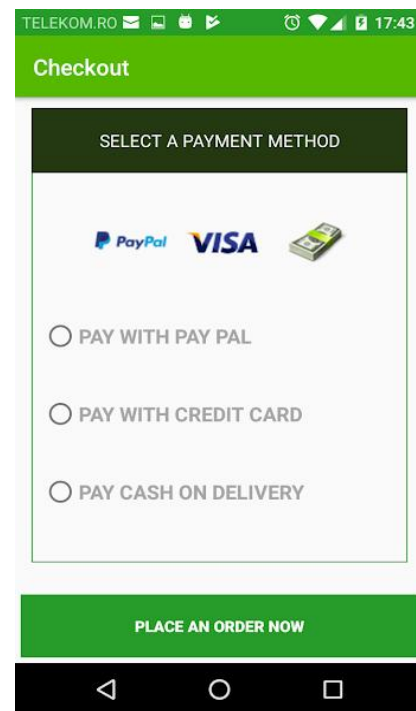 TELEKOM.RO 17:43
Checkout
SELECT A PAYMENT METHOD
PayPal VISA
PAY WITH PAY PAL
PAY WITH CREDIT CARD
PAY CASH ON DELIVERY
PLACE AN ORDER NOW